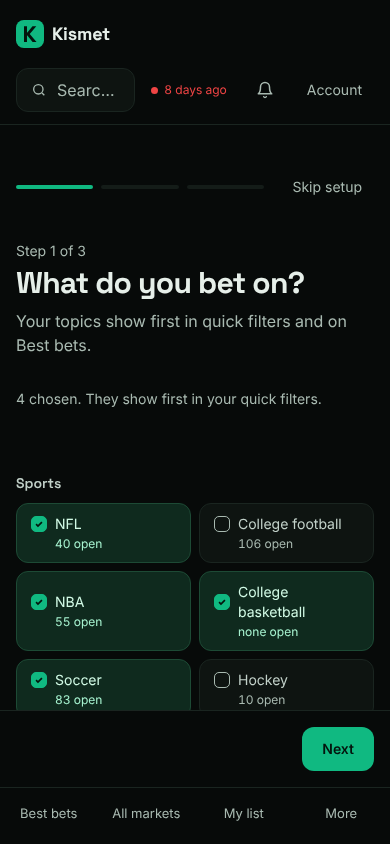 Kismet
Searc...
8 days ago
Account
Skip setup
Step 1 of 3
What do you bet on?
Your topics show first in quick filters and on
Best bets.
4 chosen. They show first in your quick filters.
Sports
NFL
40 open
College football
106 open
NBA
55 open
College
basketball
none open
Soccer
83 open
Hockey
10 open
Next
Best bets
All markets
My list
More